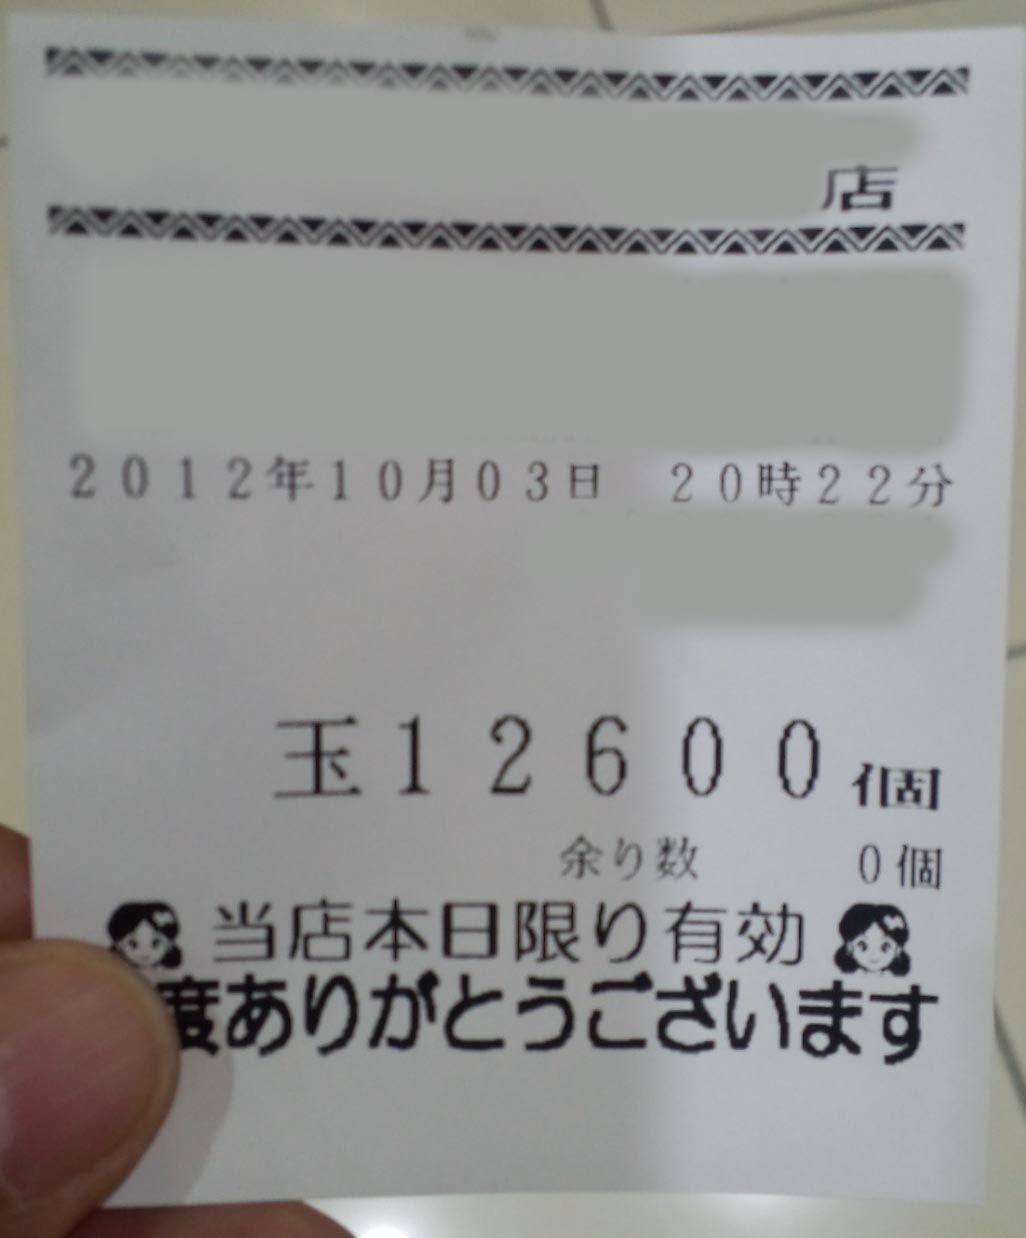 店
2012年10月03日 20時22分
玉12600個
余り数 0個
当店本日限り有効
度ありがとうございます